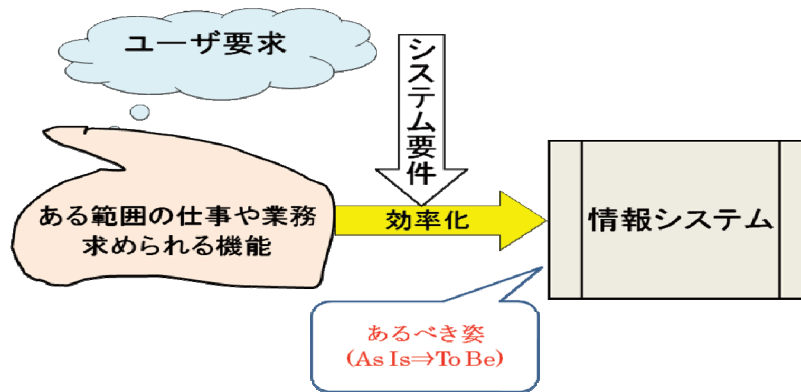 ユーザ要求
システム要件
ある範囲の仕事や業務
求められる機能
効率化
情報システム
あるべき姿
(As Is⇒To Be)